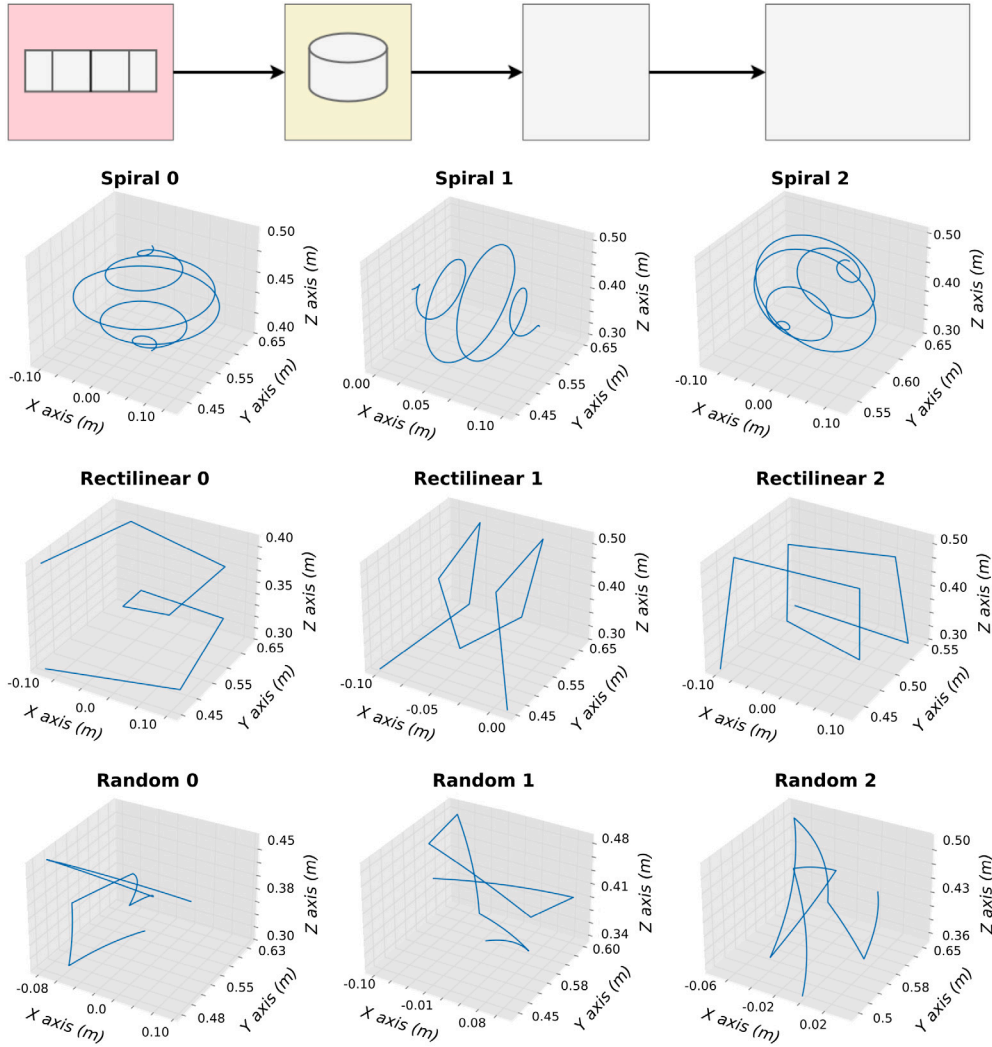 Spiral 0
Spiral 1
Spiral 2
0.50
0.45
0.40
0.65
0.55
0.45
-0.10
0.00
0.10
X axis (m)
Y axis (m)
Z axis (m)
0.50
0.40
0.30
0.65
0.55
0.45
0.00
0.05
0.10
X axis (m)
Y axis (m)
Z axis (m)
0.50
0.40
0.30
0.65
0.60
0.55
-0.10
0.00
0.10
X axis (m)
Y axis (m)
Z axis (m)
Rectilinear 0
Rectilinear 1
Rectilinear 2
0.40
0.35
0.30
0.65
0.55
0.45
-0.10
0.0
0.10
X axis (m)
Y axis (m)
Z axis (m)
0.50
0.40
0.30
0.65
0.55
0.45
-0.10
-0.05
0.00
X axis (m)
Y axis (m)
Z axis (m)
0.50
0.40
0.30
0.55
0.50
0.45
-0.10
0.00
0.10
X axis (m)
Y axis (m)
Z axis (m)
Random 0
Random 1
Random 2
0.45
0.38
0.30
0.63
0.55
0.48
-0.08
0.0
0.10
X axis (m)
Y axis (m)
Z axis (m)
0.48
0.41
0.34
0.60
0.58
0.45
-0.10
-0.01
0.08
X axis (m)
Y axis (m)
Z axis (m)
0.50
0.43
0.36
0.65
0.58
0.5
-0.06
-0.02
0.02
X axis (m)
Y axis (m)
Z axis (m)